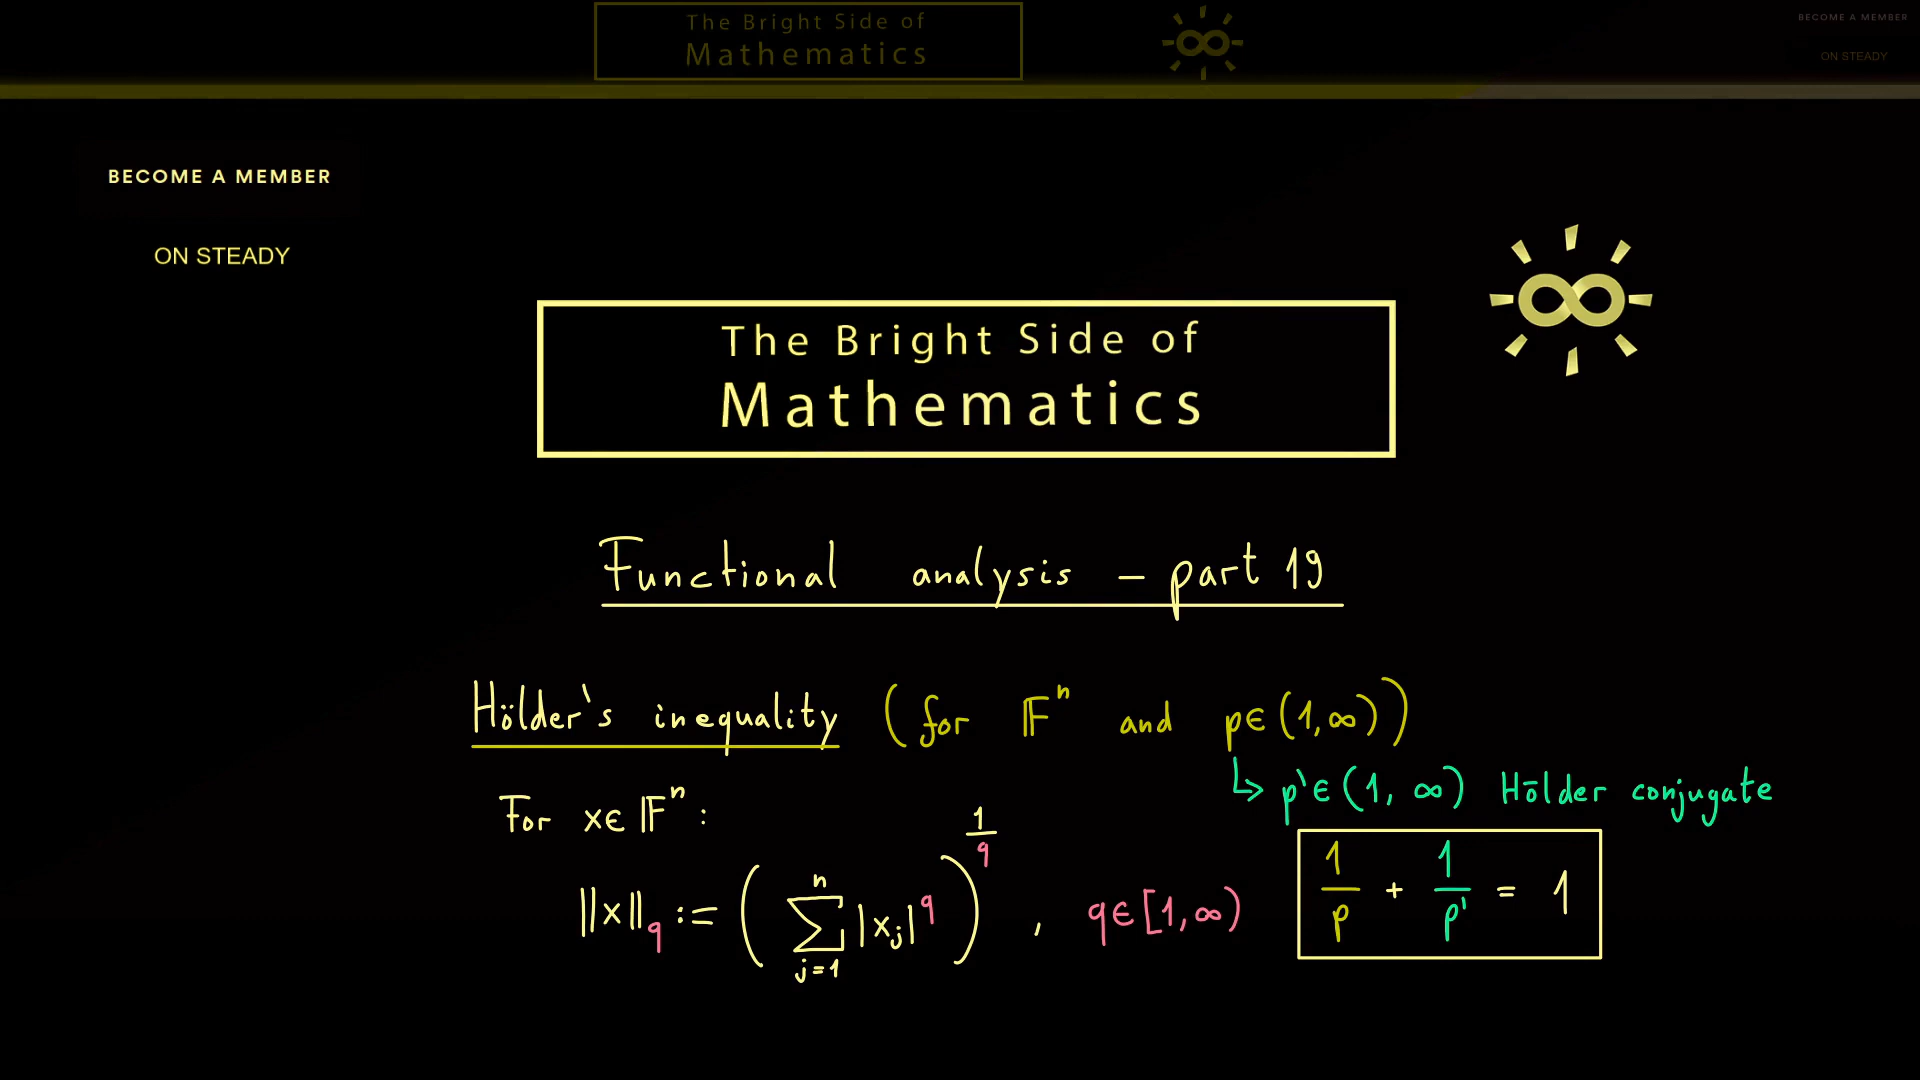 The Bright Side of
Mathematics
BECOME A MEMBER
ON STEADY
BECOME A MEMBER
ON STEADY
The Bright Side of
Mathematics
Functional analysis – part 19
Hölder's inequality (for 𝔽ⁿ and p∈(1,∞))
↳ p'∈(1, ∞) Hölder conjugate
For x∈𝔽ⁿ:
1/p + 1/p' = 1
||x||_q := ( ∑_{j=1}^{n} |x_j|^q )^{1/q} , q∈[1,∞)